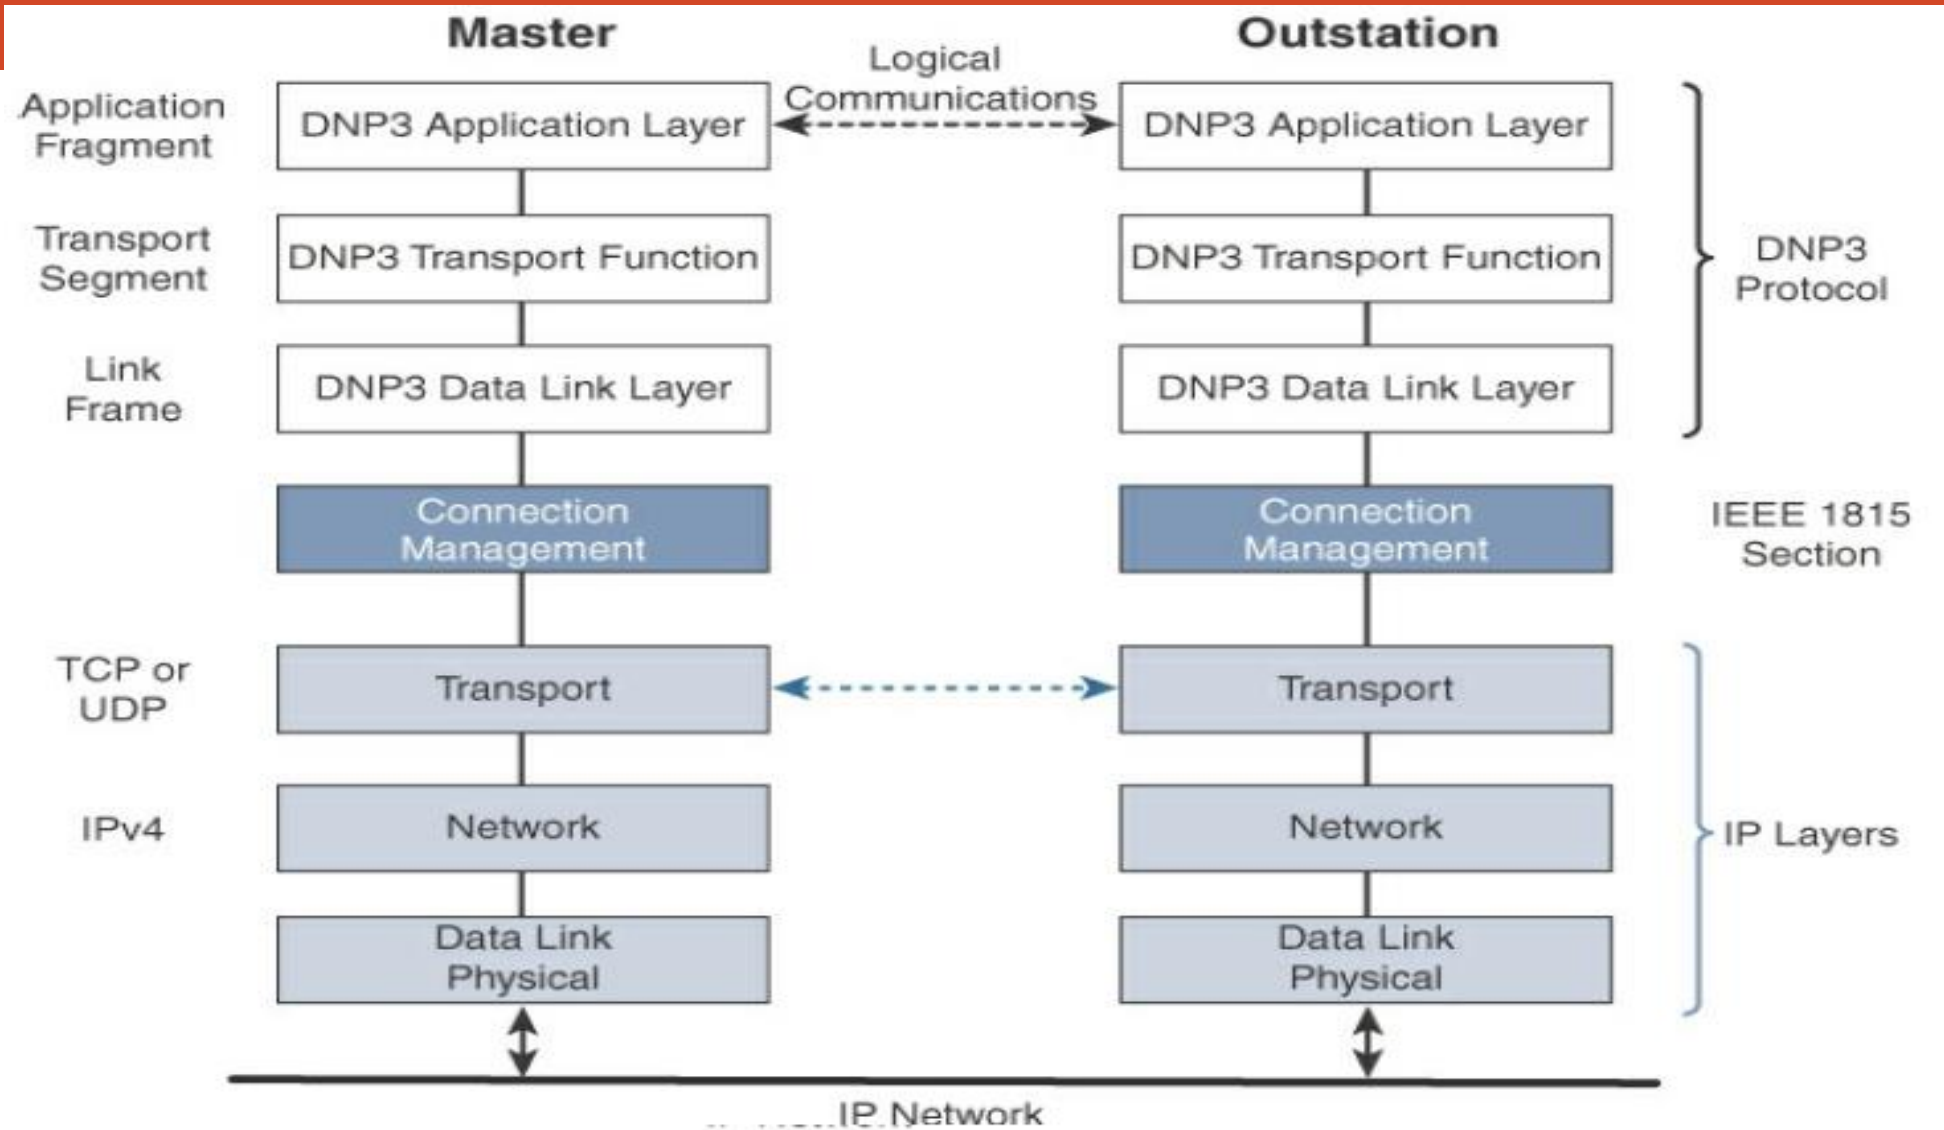 Master
Outstation
Logical
Communications
Application
Fragment
DNP3 Application Layer
DNP3 Application Layer
Transport
Segment
DNP3 Transport Function
DNP3 Transport Function
DNP3
Protocol
Link
Frame
DNP3 Data Link Layer
DNP3 Data Link Layer
Connection
Management
Connection
Management
IEEE 1815
Section
TCP or
UDP
Transport
Transport
IPv4
Network
Network
IP Layers
Data Link
Physical
Data Link
Physical
IP Network